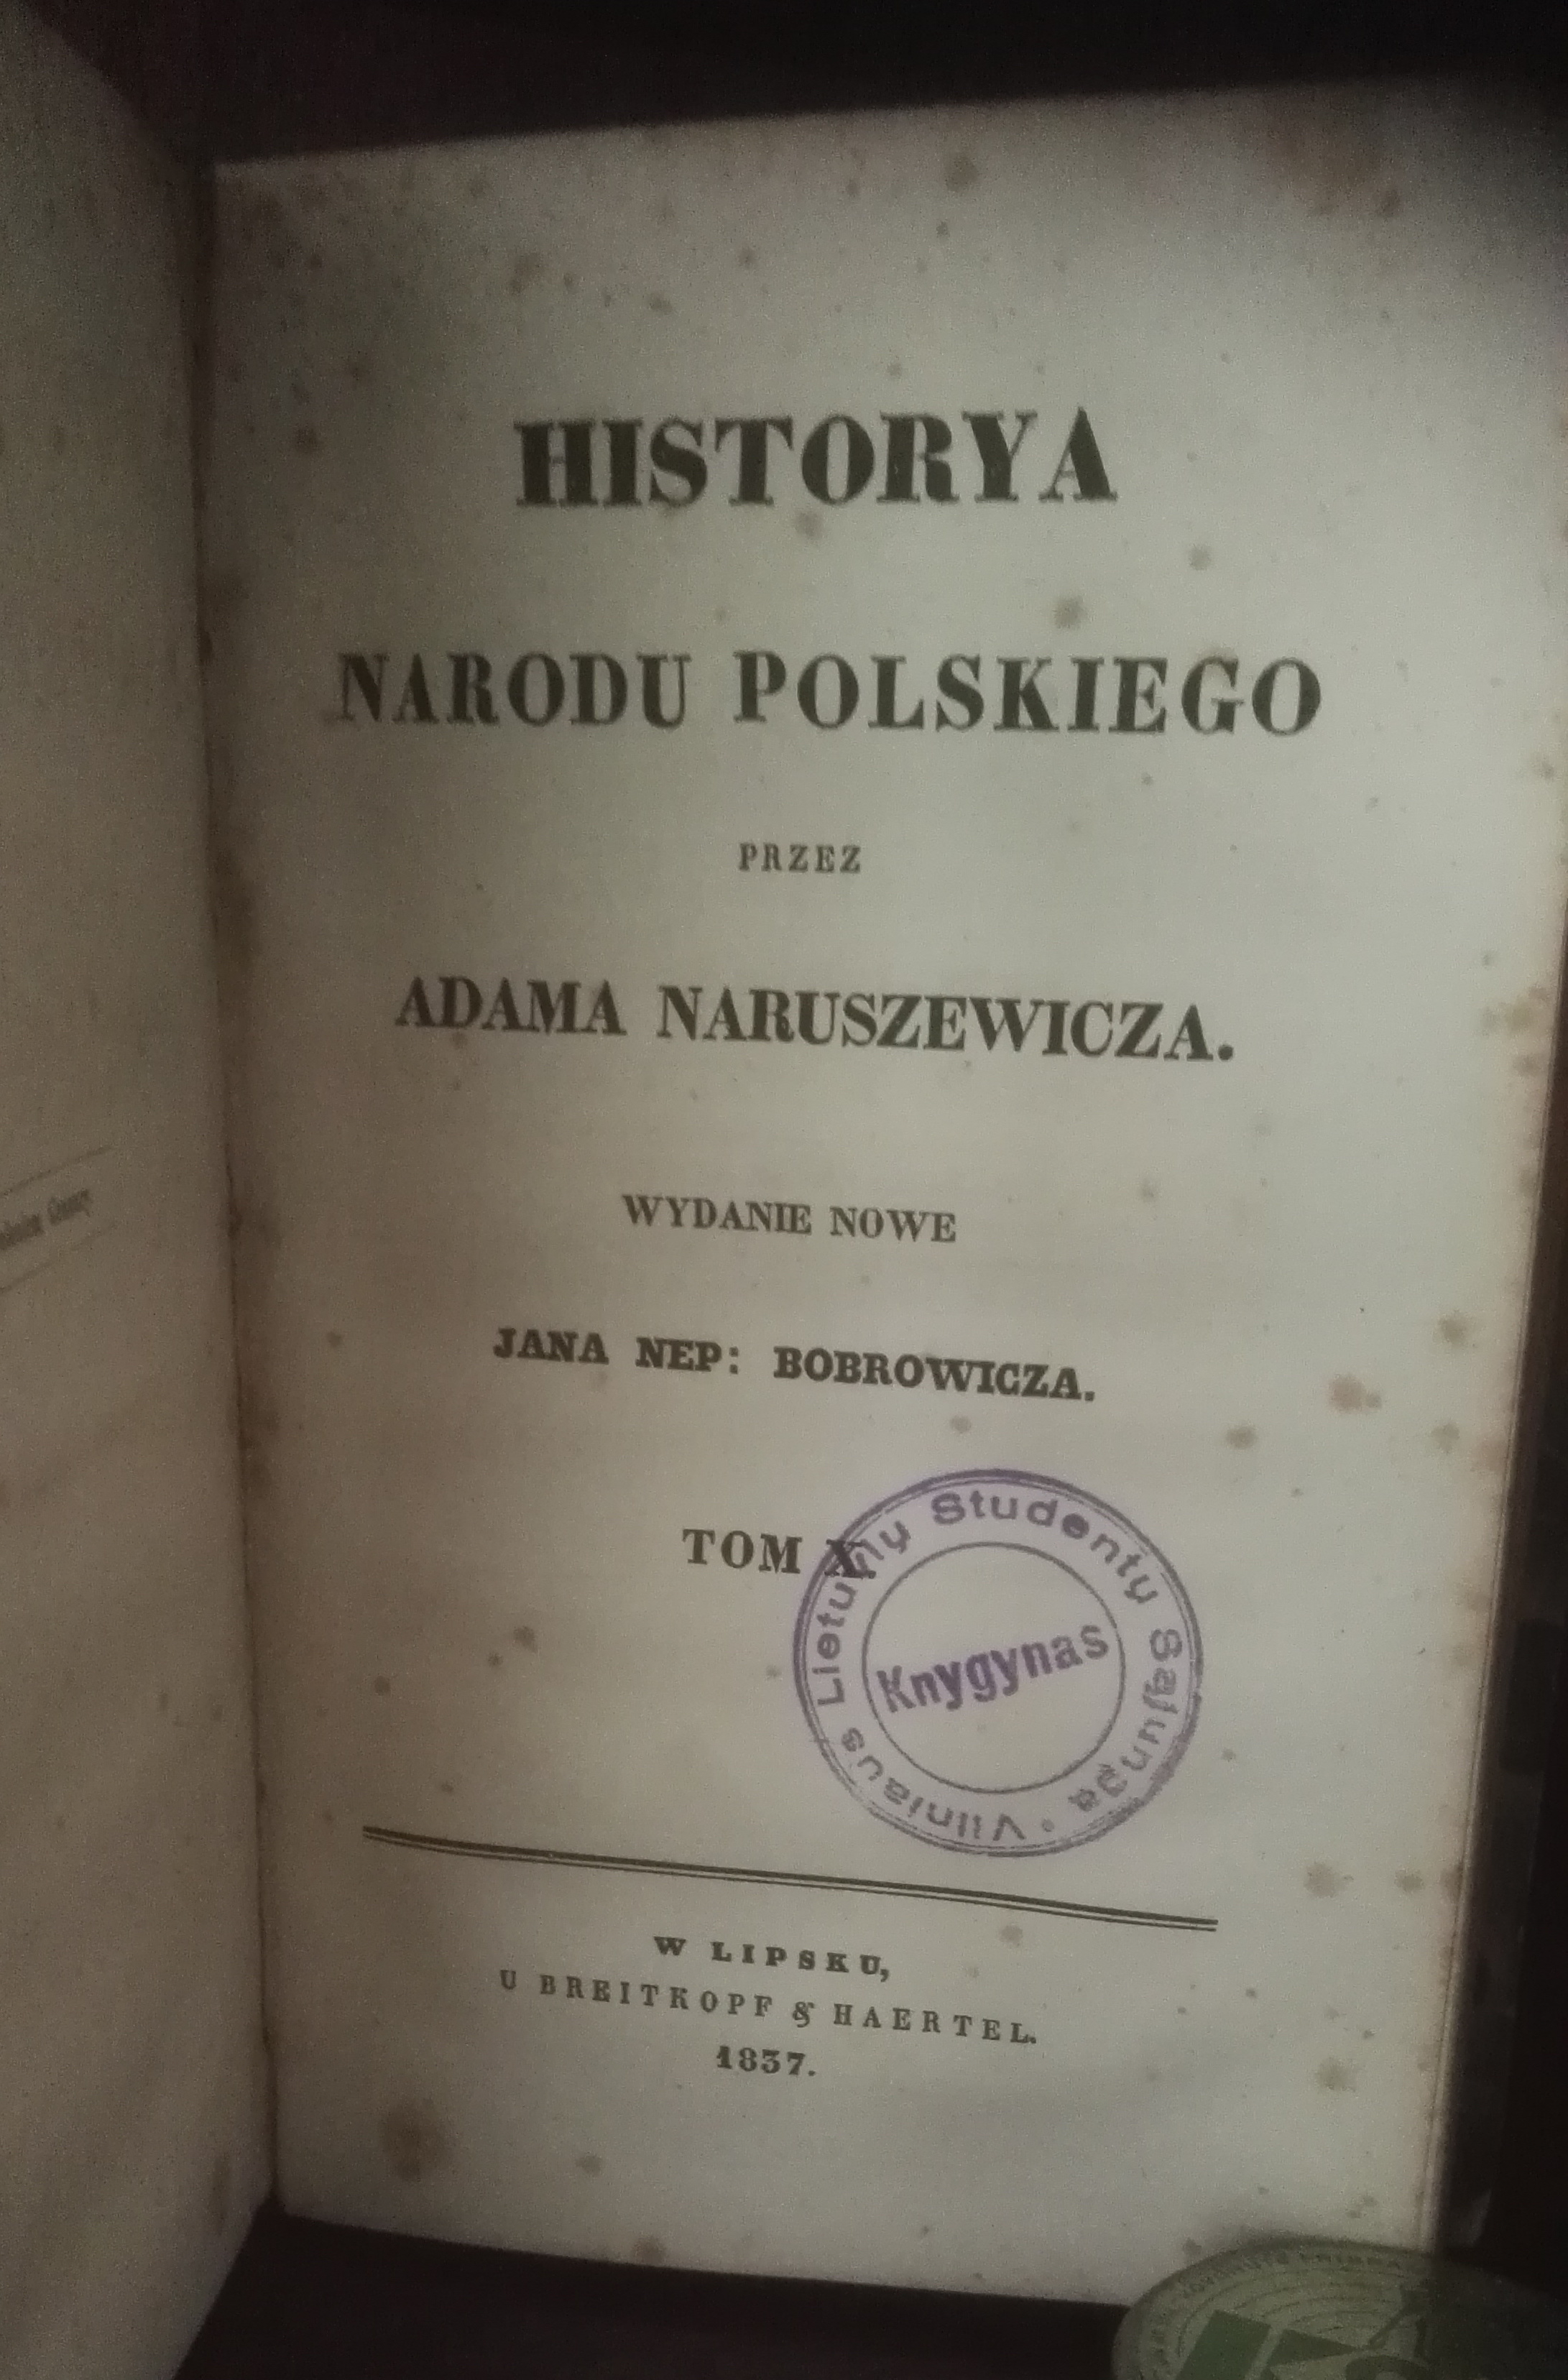 HISTORYA
NARODU POLSKIEGO
PRZEZ
ADAMA NARUSZEWICZA.
WYDANIE NOWE
JANA NEP: BOBROWICZA.
TOM X.
Vilniaus Lietuvių Studentų Sąjunga •
Knygynas
W LIPSKU,
U BREITKOPF & HAERTEL.
1837.